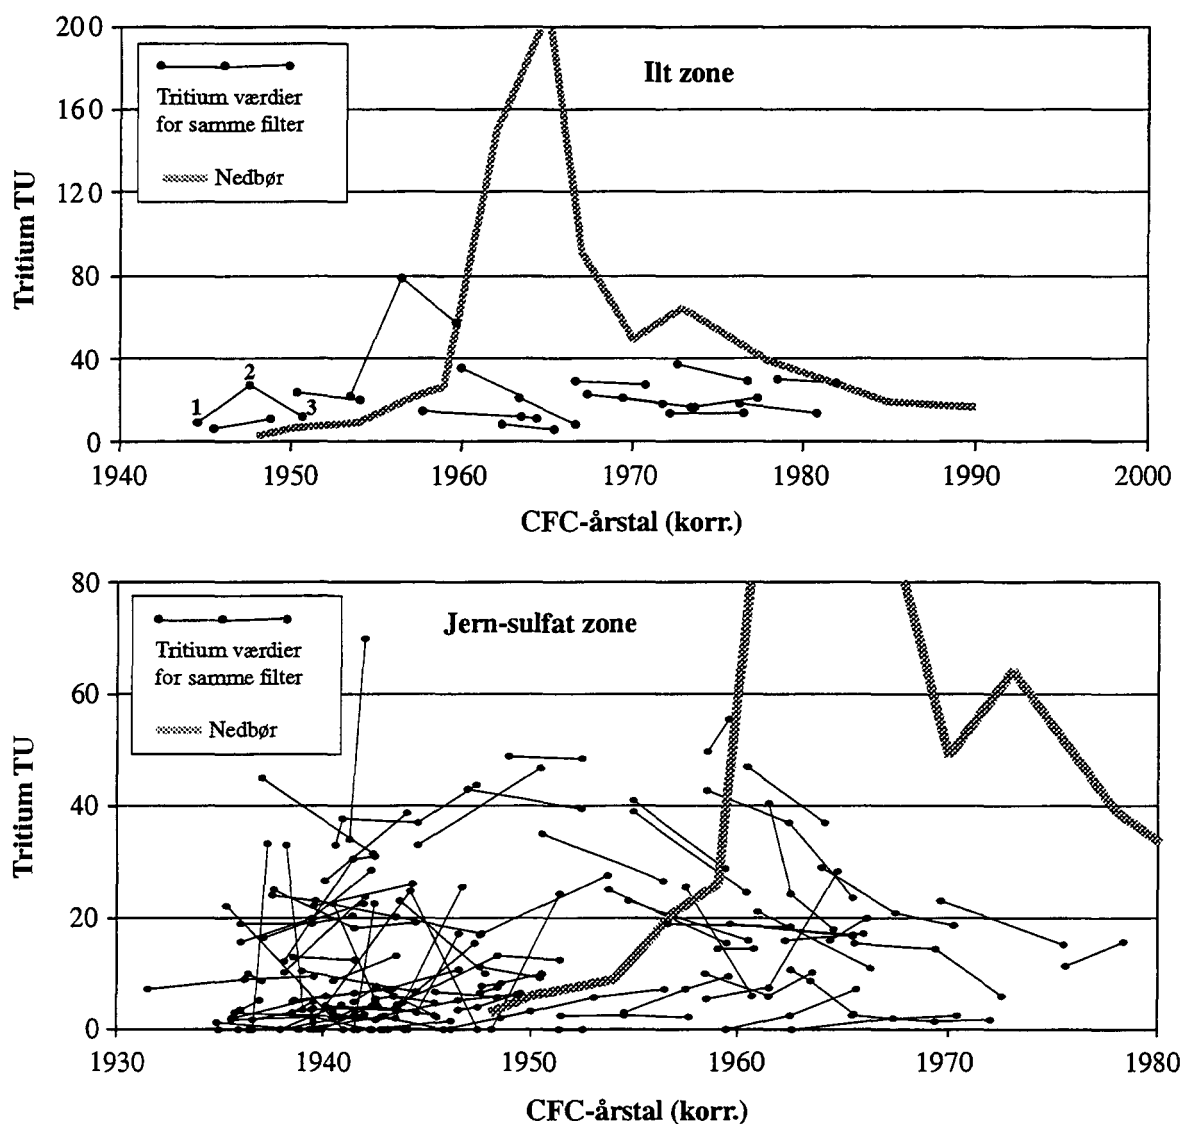 200
160
120
80
40
0
Tritium TU
Tritium værdier
for samme filter
Nedbør
Ilt zone
1
2
3
1940
1950
1960
1970
1980
1990
2000
CFC-årstal (korr.)
80
60
40
20
0
Tritium TU
Tritium værdier
for samme filter
Nedbør
Jern-sulfat zone
1930
1940
1950
1960
1970
1980
CFC-årstal (korr.)